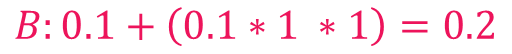 B: 0.1 + (0.1 * 1 * 1) = 0.2